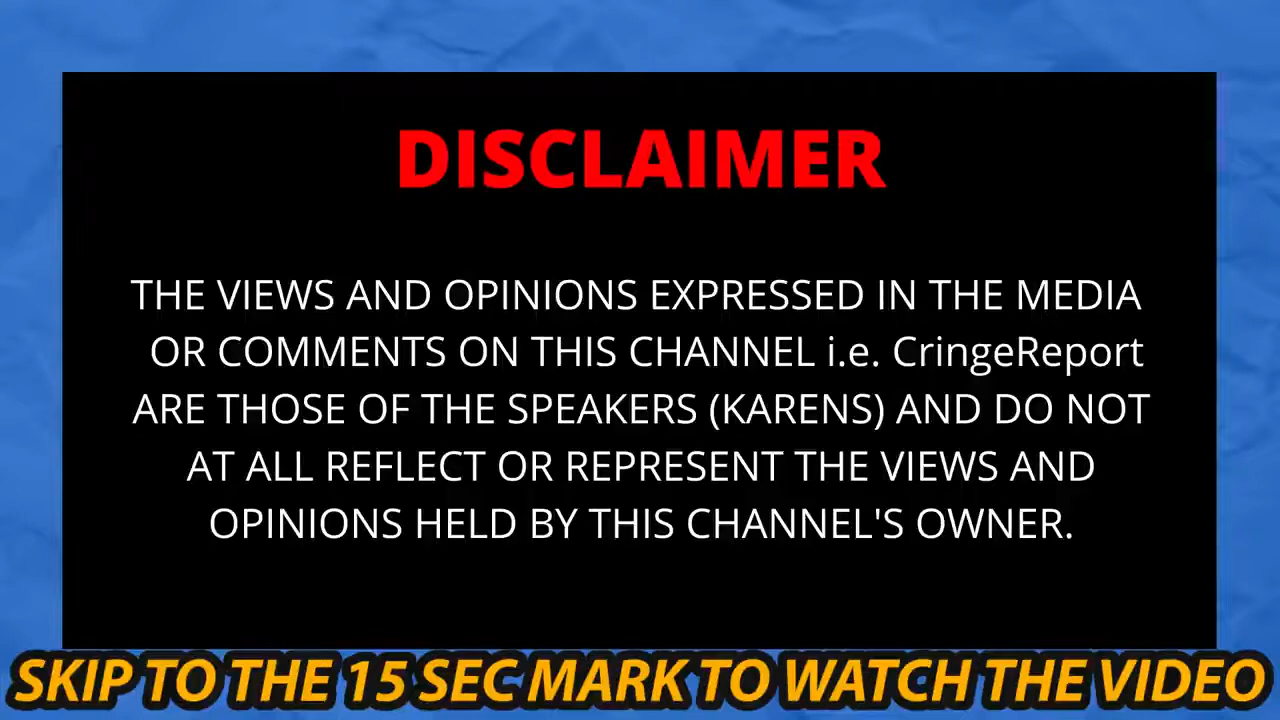 DISCLAIMER
THE VIEWS AND OPINIONS EXPRESSED IN THE MEDIA
OR COMMENTS ON THIS CHANNEL i.e. CringeReport
ARE THOSE OF THE SPEAKERS (KARENS) AND DO NOT
AT ALL REFLECT OR REPRESENT THE VIEWS AND
OPINIONS HELD BY THIS CHANNEL'S OWNER.
SKIP TO THE 15 SEC MARK TO WATCH THE VIDEO